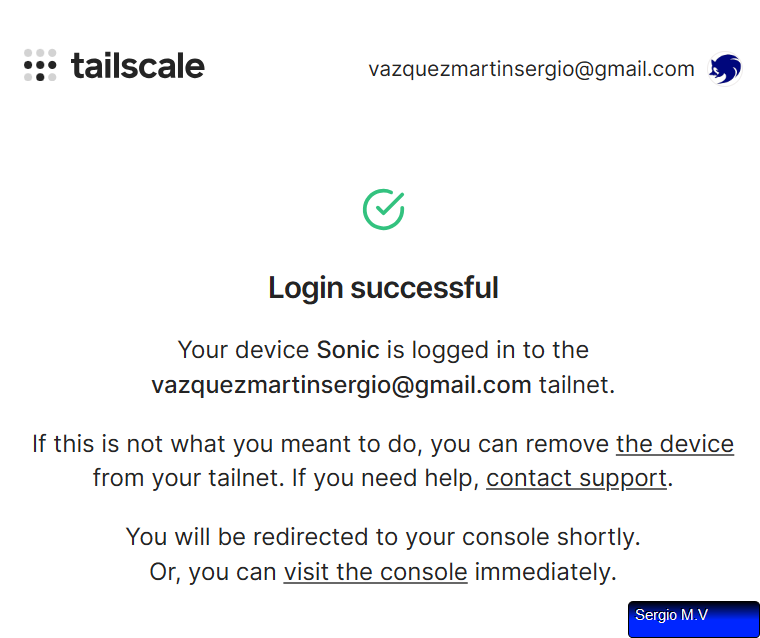 tailscale
vazquezmartinsergio@gmail.com
Login successful
Your device Sonic is logged in to the
vazquezmartinsergio@gmail.com tailnet.
If this is not what you meant to do, you can remove the device
from your tailnet. If you need help, contact support.
You will be redirected to your console shortly.
Or, you can visit the console immediately.
Sergio M.V